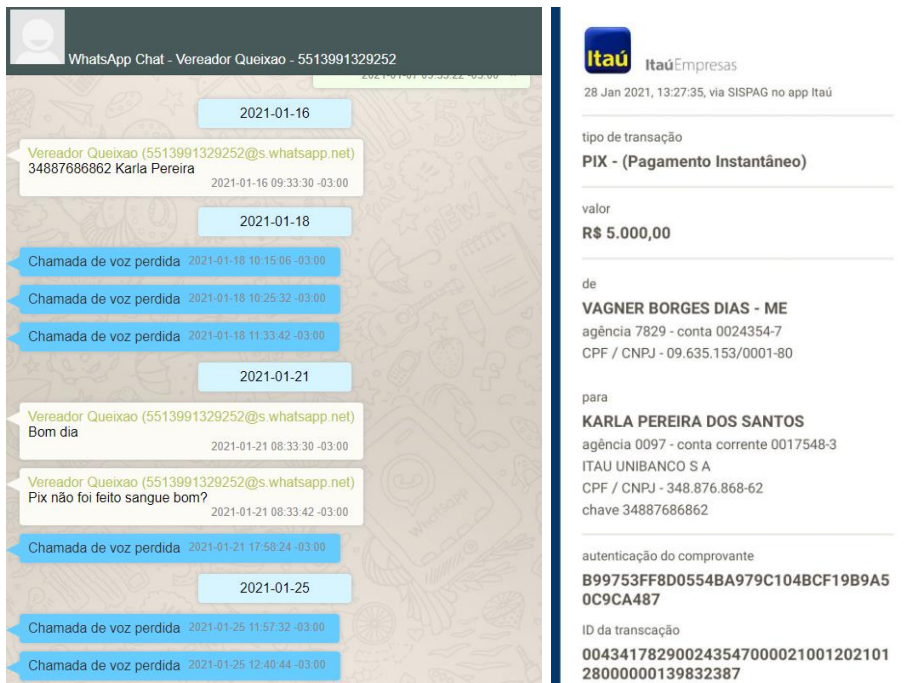 WhatsApp Chat - Vereador Queixao - 5513991329252
2021-01-16
Vereador Queixao (5513991329252@s.whatsapp.net)
34887686862 Karla Pereira
2021-01-16 09:33:30 -03:00
2021-01-18
Chamada de voz perdida 2021-01-18 10:15:06 -03:00
Chamada de voz perdida 2021-01-18 10:25:32 -03:00
Chamada de voz perdida 2021-01-18 11:33:42 -03:00
2021-01-21
Vereador Queixao (5513991329252@s.whatsapp.net)
Bom dia
2021-01-21 08:33:30 -03:00
Vereador Queixao (5513991329252@s.whatsapp.net)
Pix não foi feito sangue bom?
2021-01-21 08:33:42 -03:00
Chamada de voz perdida 2021-01-21 17:58:24 -03:00
2021-01-25
Chamada de voz perdida 2021-01-25 11:57:32 -03:00
Chamada de voz perdida 2021-01-25 12:40:44 -03:00
Itaú ItaúEmpresas
28 Jan 2021, 13:27:35, via SISPAG no app Itaú
tipo de transação
PIX - (Pagamento Instantâneo)
valor
R$ 5.000,00
de
VAGNER BORGES DIAS - ME
agência 7829 - conta 0024354-7
CPF / CNPJ - 09.635.153/0001-80
para
KARLA PEREIRA DOS SANTOS
agência 0097 - conta corrente 0017548-3
ITAU UNIBANCO S A
CPF / CNPJ - 348.876.868-62
chave 34887686862
autenticação do comprovante
B99753FF8D0554BA979C104BCF19B9A5
0C9CA487
ID da transcação
00434178290024354700002100120210 1
28000000139832387